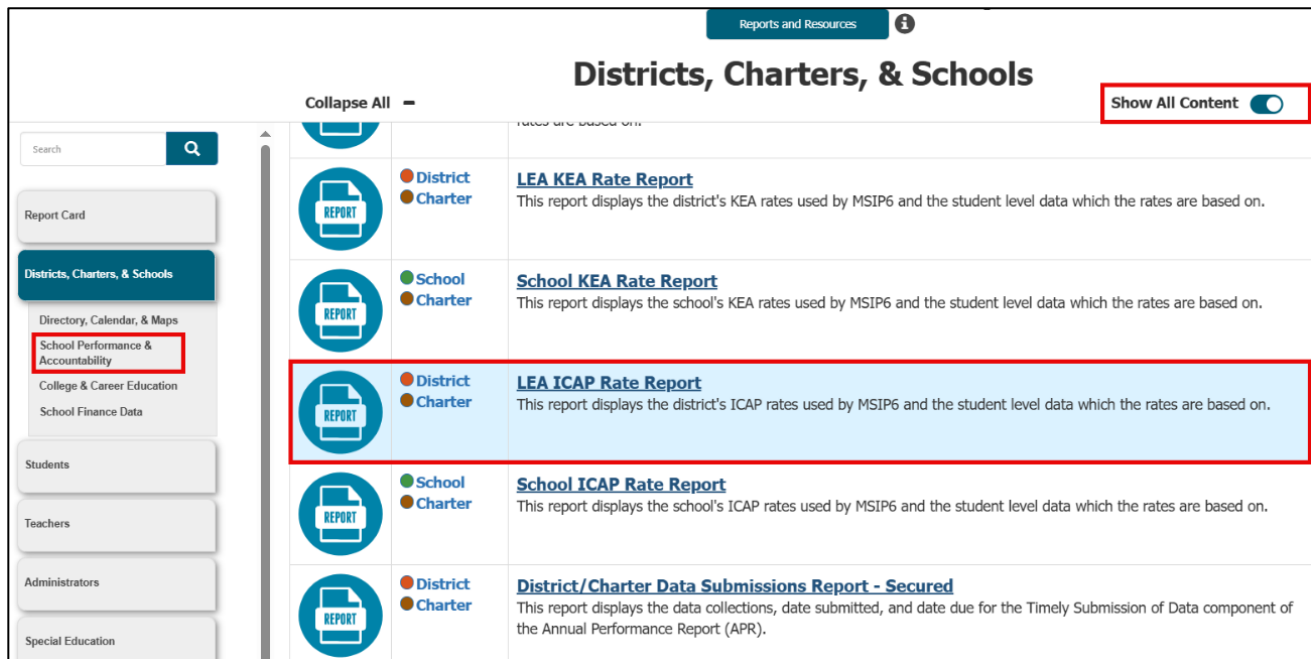 Reports and Resources
Districts, Charters, & Schools
Collapse All
Show All Content
Search
Report Card
Districts, Charters, & Schools
Directory, Calendar, & Maps
School Performance &
Accountability
College & Career Education
School Finance Data
Students
Teachers
Administrators
Special Education
rates are based on.
REPORT
District
Charter
LEA KEA Rate Report
This report displays the district's KEA rates used by MSIP6 and the student level data which the rates are based on.
REPORT
School
Charter
School KEA Rate Report
This report displays the school's KEA rates used by MSIP6 and the student level data which the rates are based on.
REPORT
District
Charter
LEA ICAP Rate Report
This report displays the district's ICAP rates used by MSIP6 and the student level data which the rates are based on.
REPORT
School
Charter
School ICAP Rate Report
This report displays the school's ICAP rates used by MSIP6 and the student level data which the rates are based on.
REPORT
District
Charter
District/Charter Data Submissions Report - Secured
This report displays the data collections, date submitted, and date due for the Timely Submission of Data component of
the Annual Performance Report (APR).